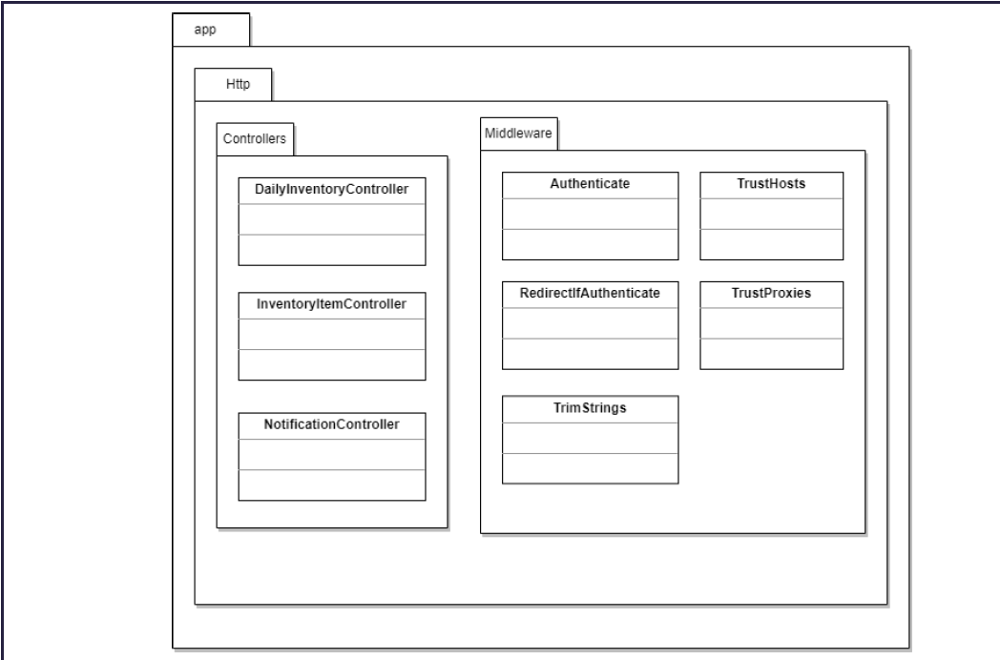 app
Http
Controllers
DailyInventoryController
InventoryItemController
NotificationController
Middleware
Authenticate
TrustHosts
RedirectIfAuthenticate
TrustProxies
TrimStrings